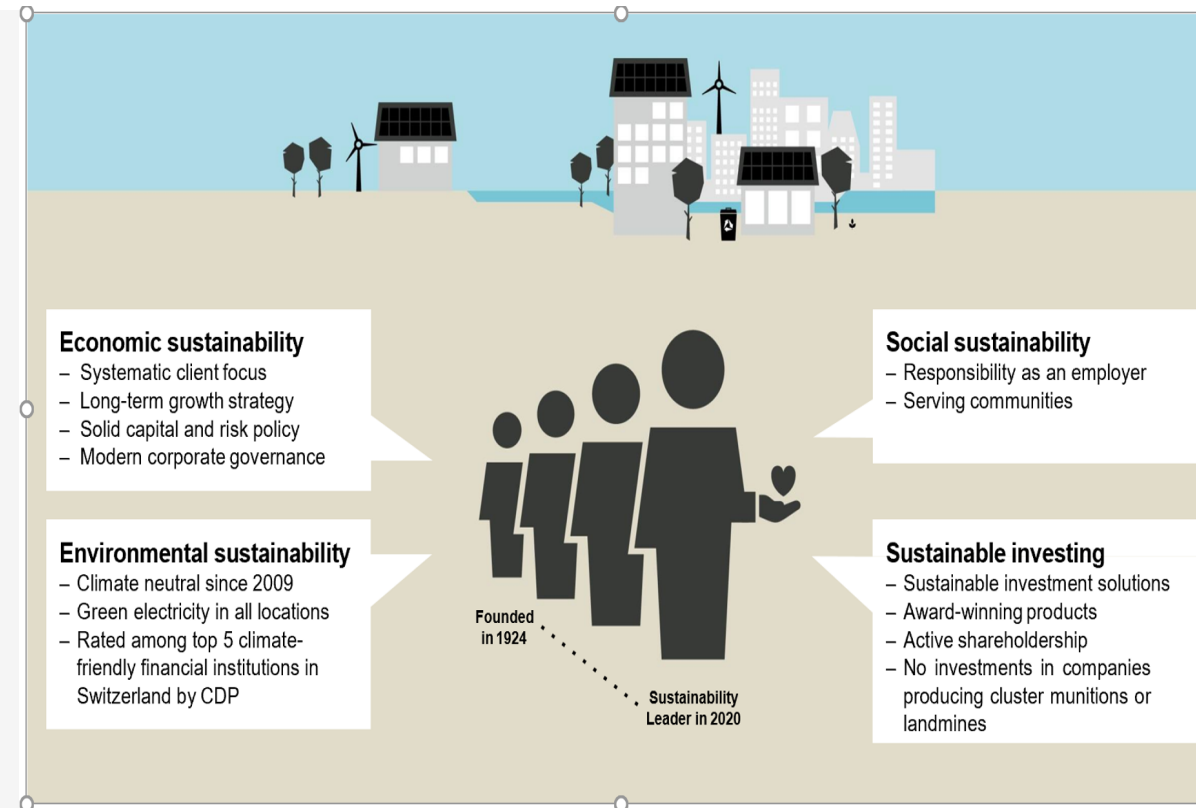 Economic sustainability
– Systematic client focus
– Long-term growth strategy
– Solid capital and risk policy
– Modern corporate governance
Social sustainability
– Responsibility as an employer
– Serving communities
Environmental sustainability
– Climate neutral since 2009
– Green electricity in all locations
– Rated among top 5 climate-
friendly financial institutions in
Switzerland by CDP
Sustainable investing
– Sustainable investment solutions
– Award-winning products
– Active shareholdership
– No investments in companies
producing cluster munitions or
landmines
Founded
in 1924
Sustainability
Leader in 2020